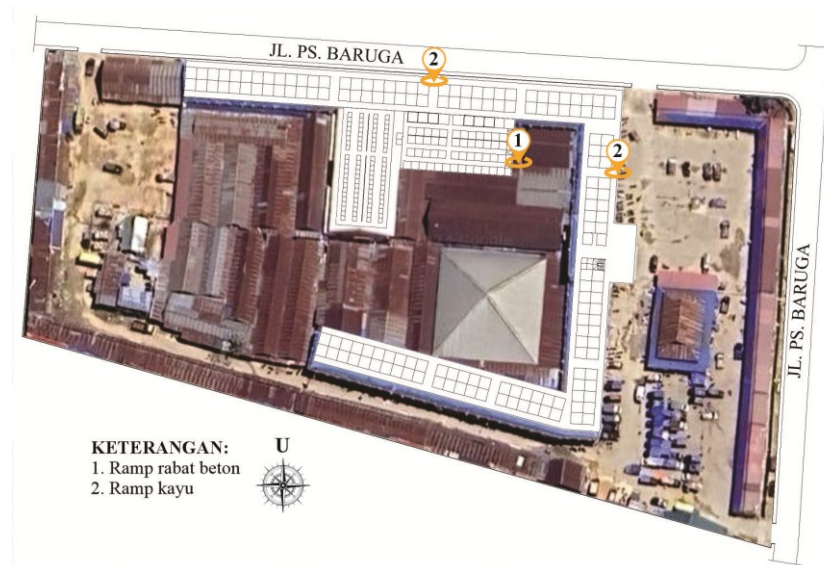 JL. PS. BARUGA
2
1
2
JL. PS. BARUGA
KETERANGAN:
1. Ramp rabat beton
2. Ramp kayu
U